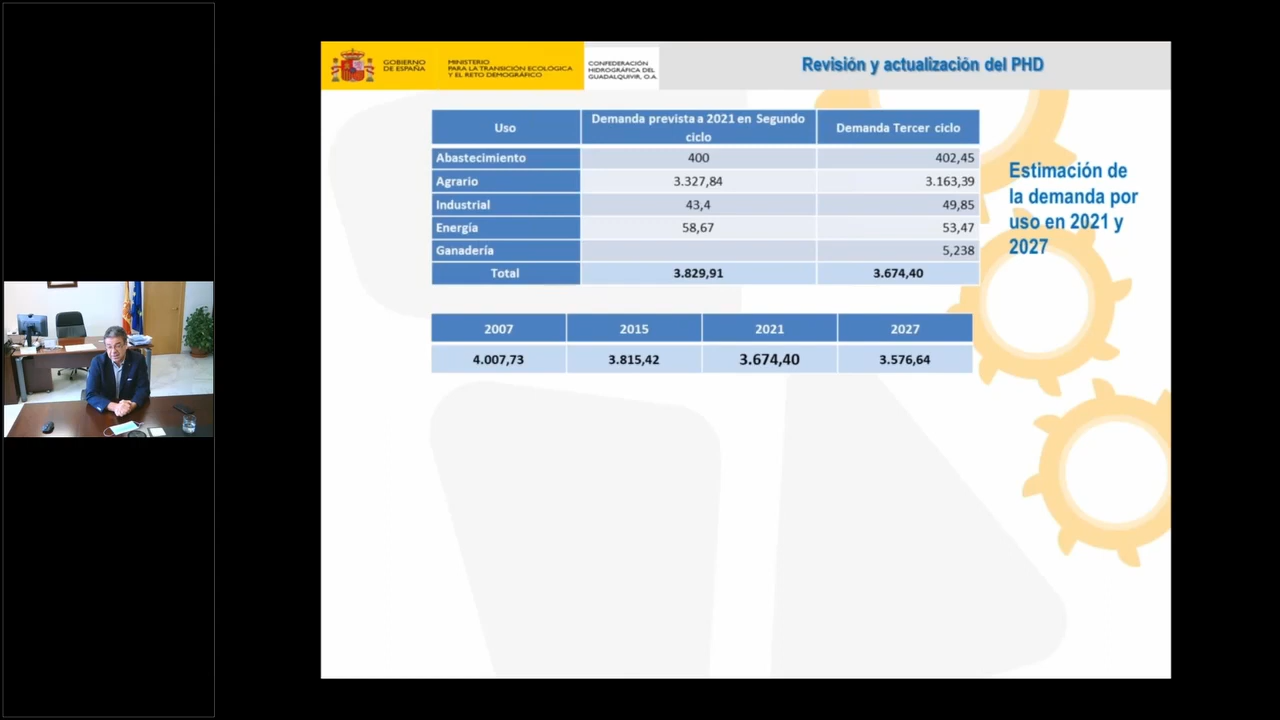 GOBIERNO
DE ESPAÑA
MINISTERIO
PARA LA TRANSICIÓN ECOLÓGICA
Y EL RETO DEMOGRÁFICO
CONFEDERACIÓN
HIDROGRÁFICA DEL
GUADALQUIVIR, O.A.
Revisión y actualización del PHD
Uso
Demanda prevista a 2021 en Segundo
ciclo
Demanda Tercer ciclo
Abastecimiento 400 402,45
Agrario 3.327,84 3.163,39
Industrial 43,4 49,85
Energía 58,67 53,47
Ganadería 5,238
Total 3.829,91 3.674,40
Estimación de
la demanda por
uso en 2021 y
2027
2007 2015 2021 2027
4.007,73 3.815,42 3.674,40 3.576,64